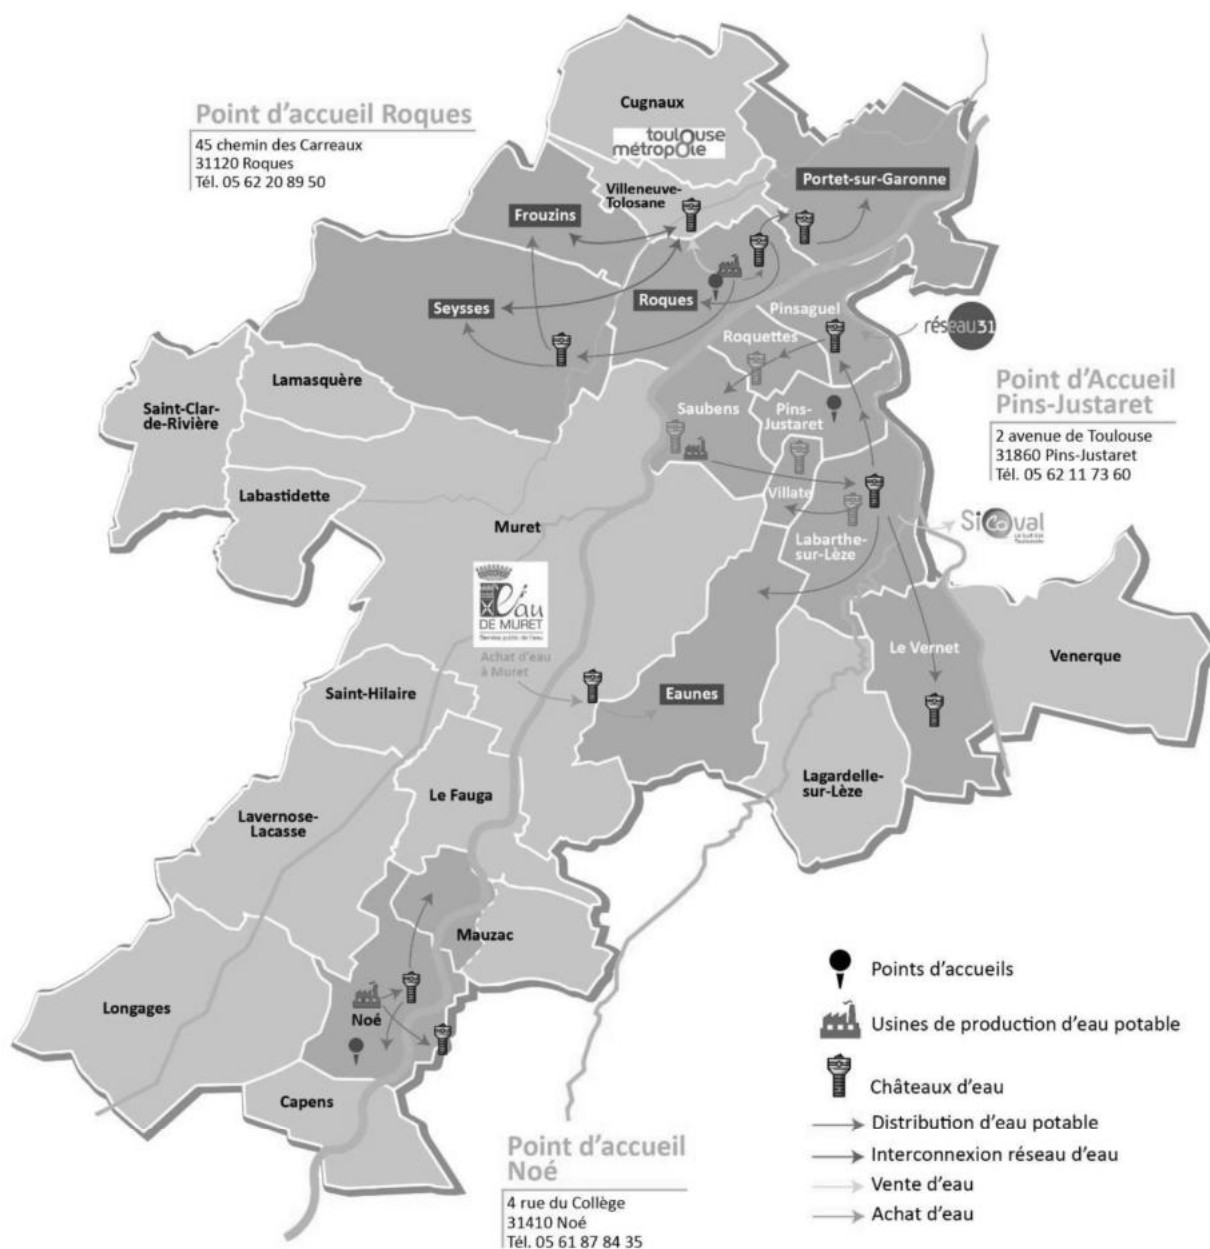 Cugnaux
toulouse
métropole
Point d'accueil Roques
45 chemin des Carreaux
31120 Roques
Tél. 05 62 20 89 50
Portet-sur-Garonne
Villeneuve-
Tolosane
Frouzins
Seysses
Roques
Pinsaguel
réseau31
Roquettes
Lamasquère
Saint-Clar-
de-Rivière
Saubens
Pins-
Justaret
Point d'Accueil
Pins-Justaret
2 avenue de Toulouse
31860 Pins-Justaret
Tél. 05 62 11 73 60
Labastidette
Villate
Muret
Sicoval
Labarthe-
sur-Lèze
l'eau
DE MURET
Service public de l'eau
Achat d'eau
à Muret
Le Vernet
Venerque
Saint-Hilaire
Eaunes
Lagardelle-
sur-Lèze
Le Fauga
Lavernose-
Lacasse
Mauzac
Longages
Noé
Capens
Points d'accueils
Usines de production d'eau potable
Châteaux d'eau
Distribution d'eau potable
Interconnexion réseau d'eau
Vente d'eau
Achat d'eau
Point d'accueil
Noé
4 rue du Collège
31410 Noé
Tél. 05 61 87 84 35